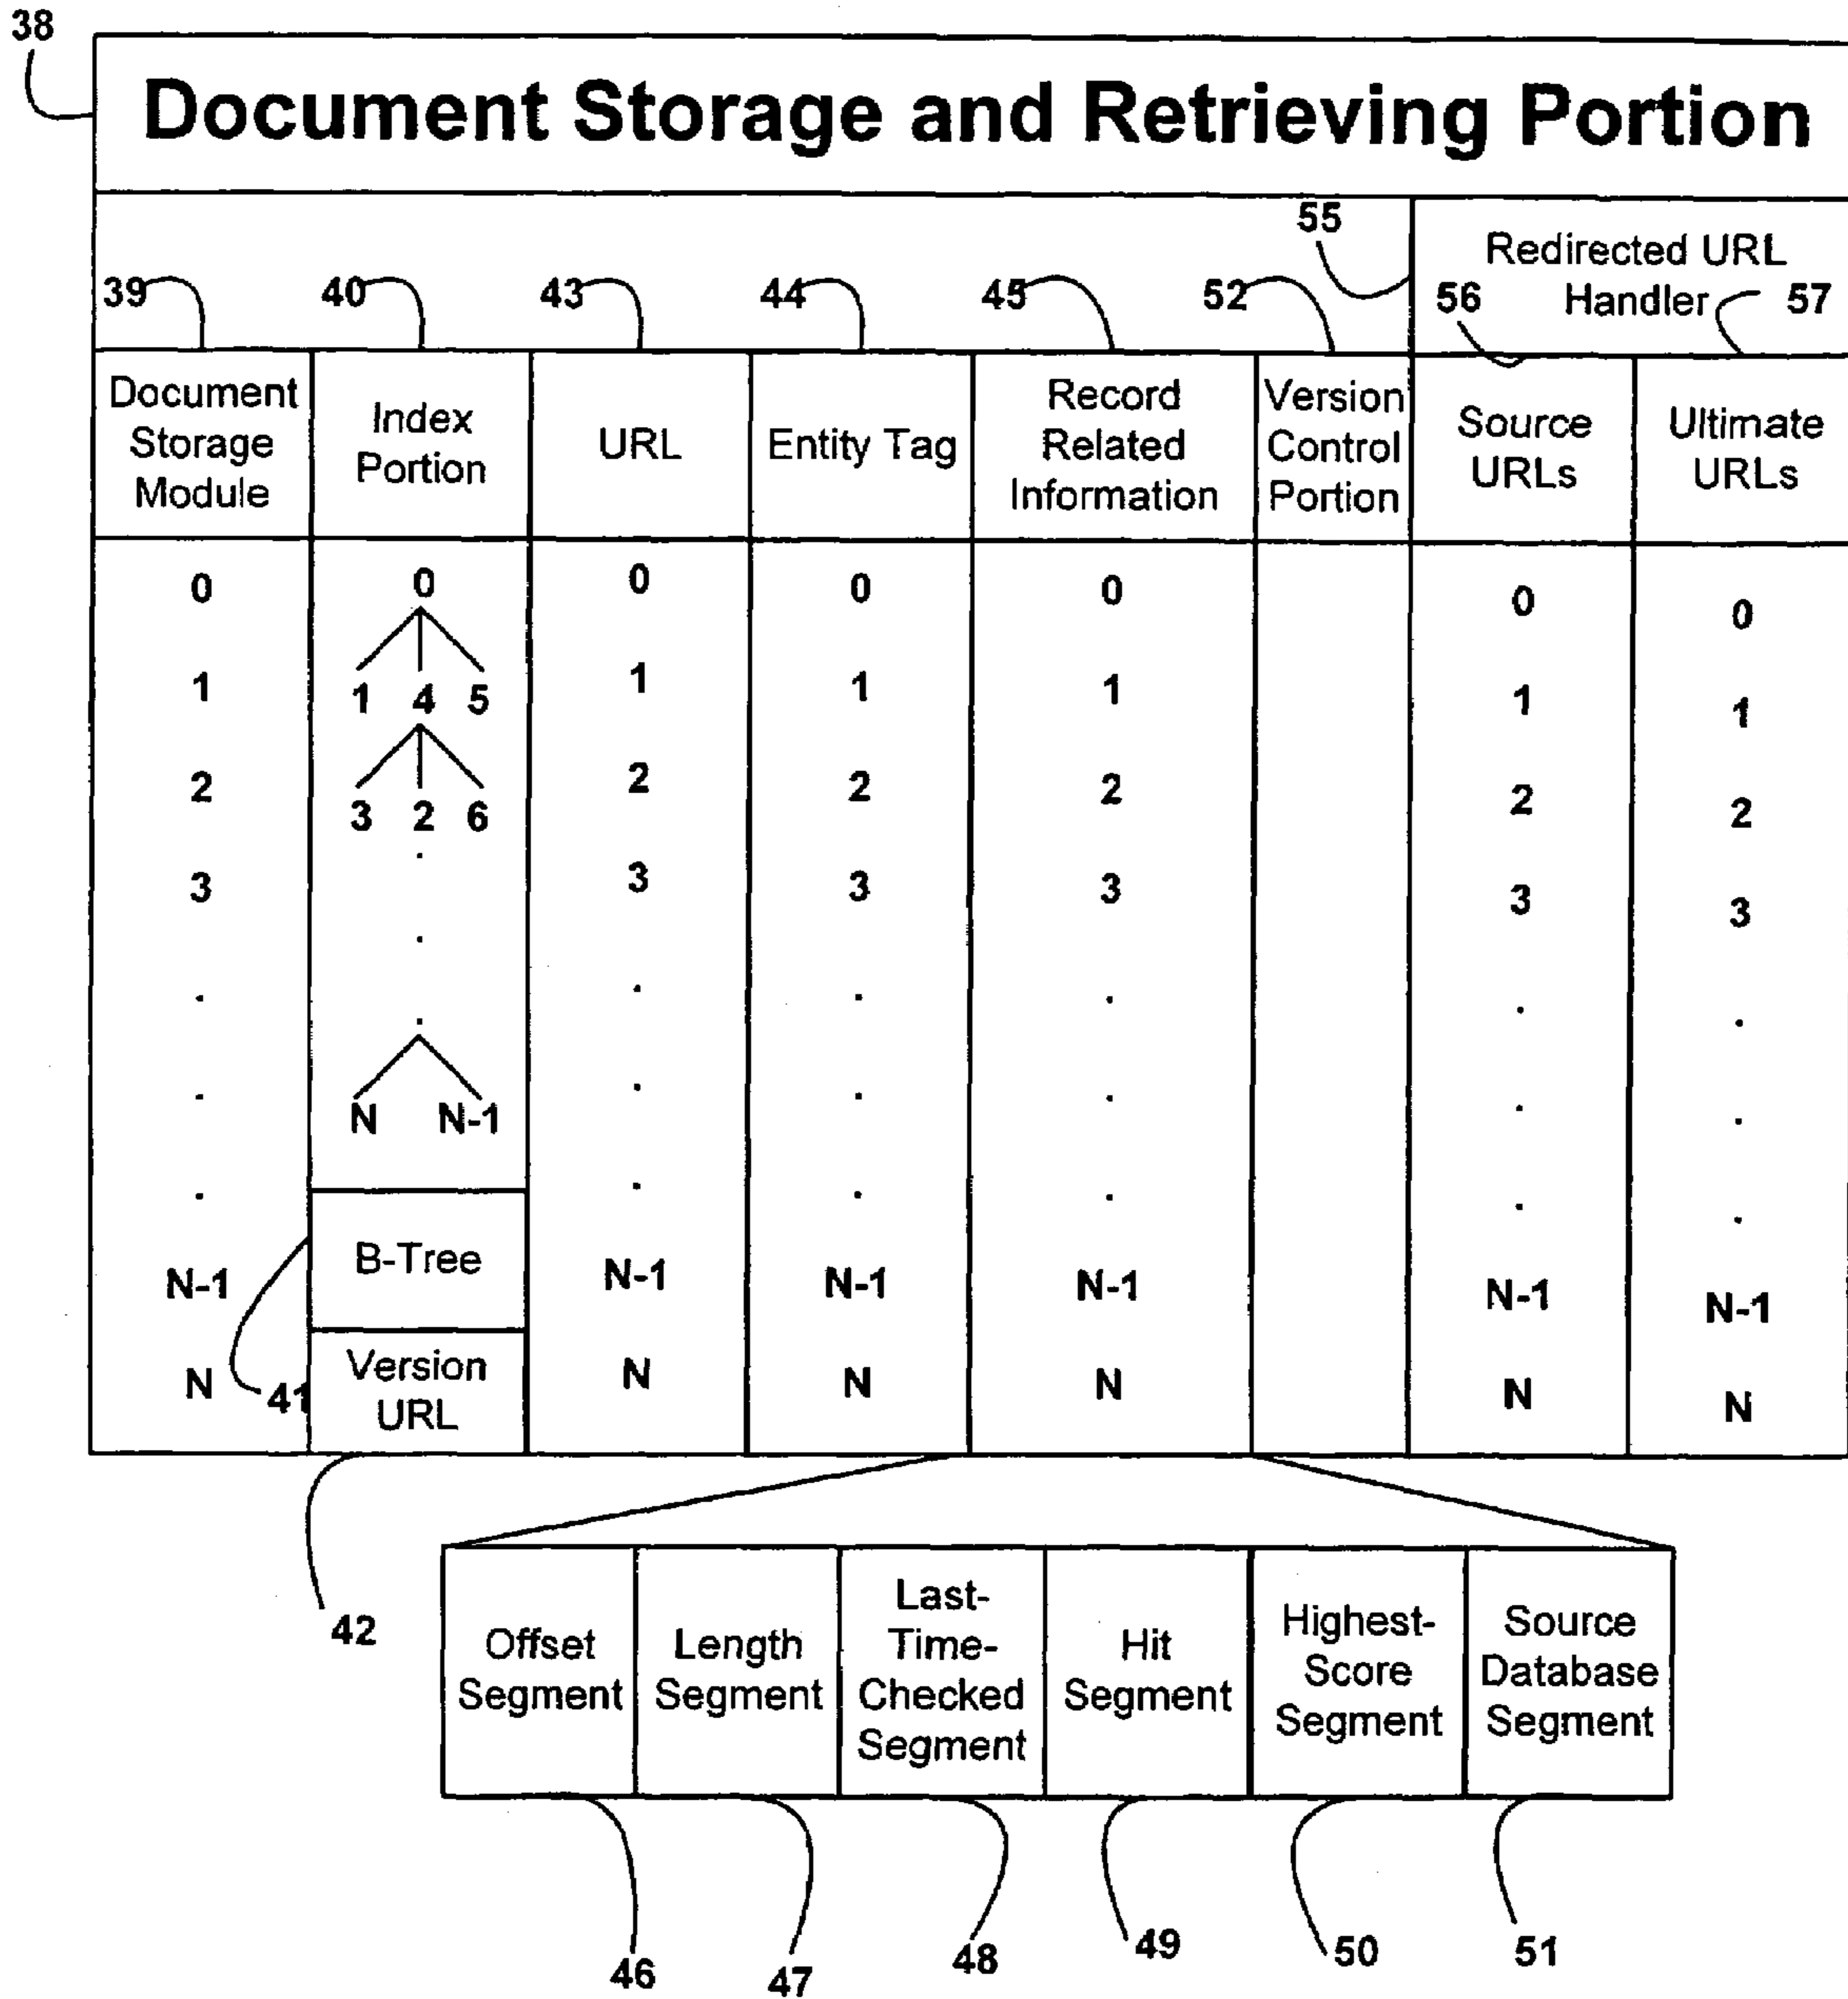 38
Document Storage and Retrieving Portion
55
Redirected URL
Handler
39 40 43 44 45 52 56 57
Document
Storage
Module
Index
Portion
URL
Entity Tag
Record
Related
Information
Version
Control
Portion
Source
URLs
Ultimate
URLs
0 0 0 0 0 0 0
1 1 4 5 1 1 1 1 1
2 3 2 6 2 2 2 2 2
3 3 3 3 3 3
. . . . . . .
. . . . . . .
N N-1
. . . . . . .
N-1 B-Tree N-1 N-1 N-1 N-1 N-1
N 41 Version
URL N N N N N
42
Offset
Segment
Length
Segment
Last-
Time-
Checked
Segment
Hit
Segment
Highest-
Score
Segment
Source
Database
Segment
46 47 48 49 50 51